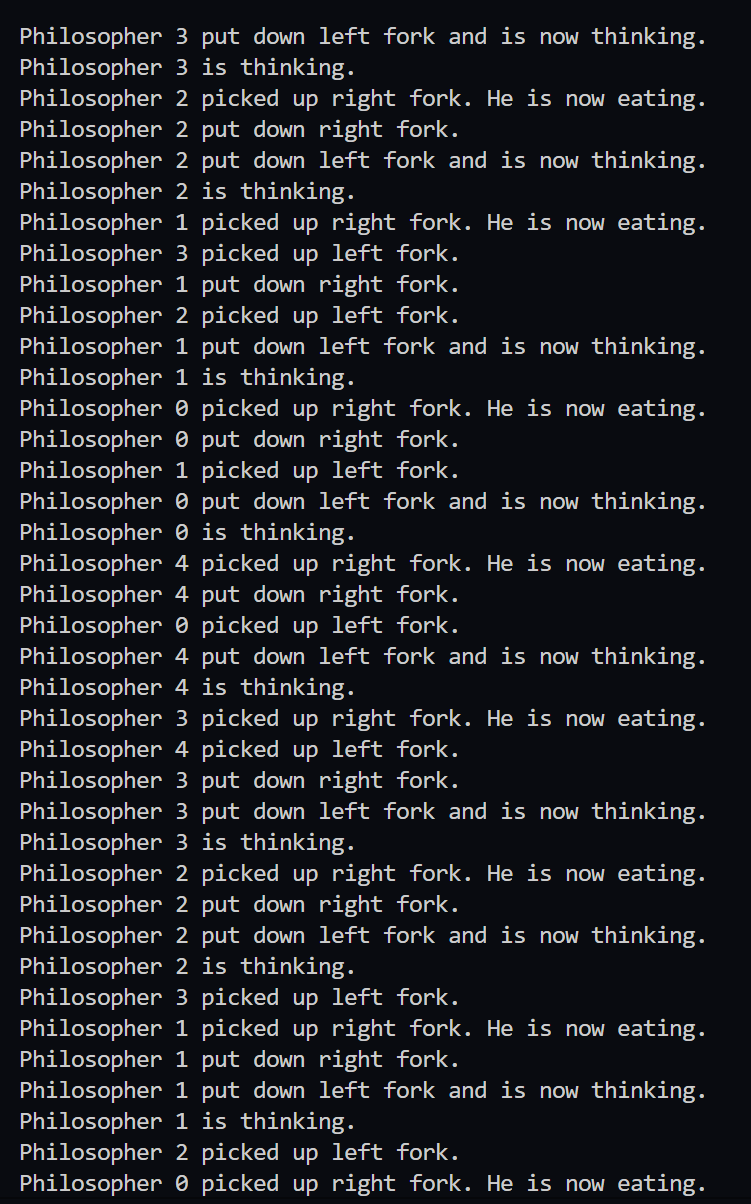 Philosopher 3 put down left fork and is now thinking.
Philosopher 3 is thinking.
Philosopher 2 picked up right fork. He is now eating.
Philosopher 2 put down right fork.
Philosopher 2 put down left fork and is now thinking.
Philosopher 2 is thinking.
Philosopher 1 picked up right fork. He is now eating.
Philosopher 3 picked up left fork.
Philosopher 1 put down right fork.
Philosopher 2 picked up left fork.
Philosopher 1 put down left fork and is now thinking.
Philosopher 1 is thinking.
Philosopher 0 picked up right fork. He is now eating.
Philosopher 0 put down right fork.
Philosopher 1 picked up left fork.
Philosopher 0 put down left fork and is now thinking.
Philosopher 0 is thinking.
Philosopher 4 picked up right fork. He is now eating.
Philosopher 4 put down right fork.
Philosopher 0 picked up left fork.
Philosopher 4 put down left fork and is now thinking.
Philosopher 4 is thinking.
Philosopher 3 picked up right fork. He is now eating.
Philosopher 4 picked up left fork.
Philosopher 3 put down right fork.
Philosopher 3 put down left fork and is now thinking.
Philosopher 3 is thinking.
Philosopher 2 picked up right fork. He is now eating.
Philosopher 2 put down right fork.
Philosopher 2 put down left fork and is now thinking.
Philosopher 2 is thinking.
Philosopher 3 picked up left fork.
Philosopher 1 picked up right fork. He is now eating.
Philosopher 1 put down right fork.
Philosopher 1 put down left fork and is now thinking.
Philosopher 1 is thinking.
Philosopher 2 picked up left fork.
Philosopher 0 picked up right fork. He is now eating.